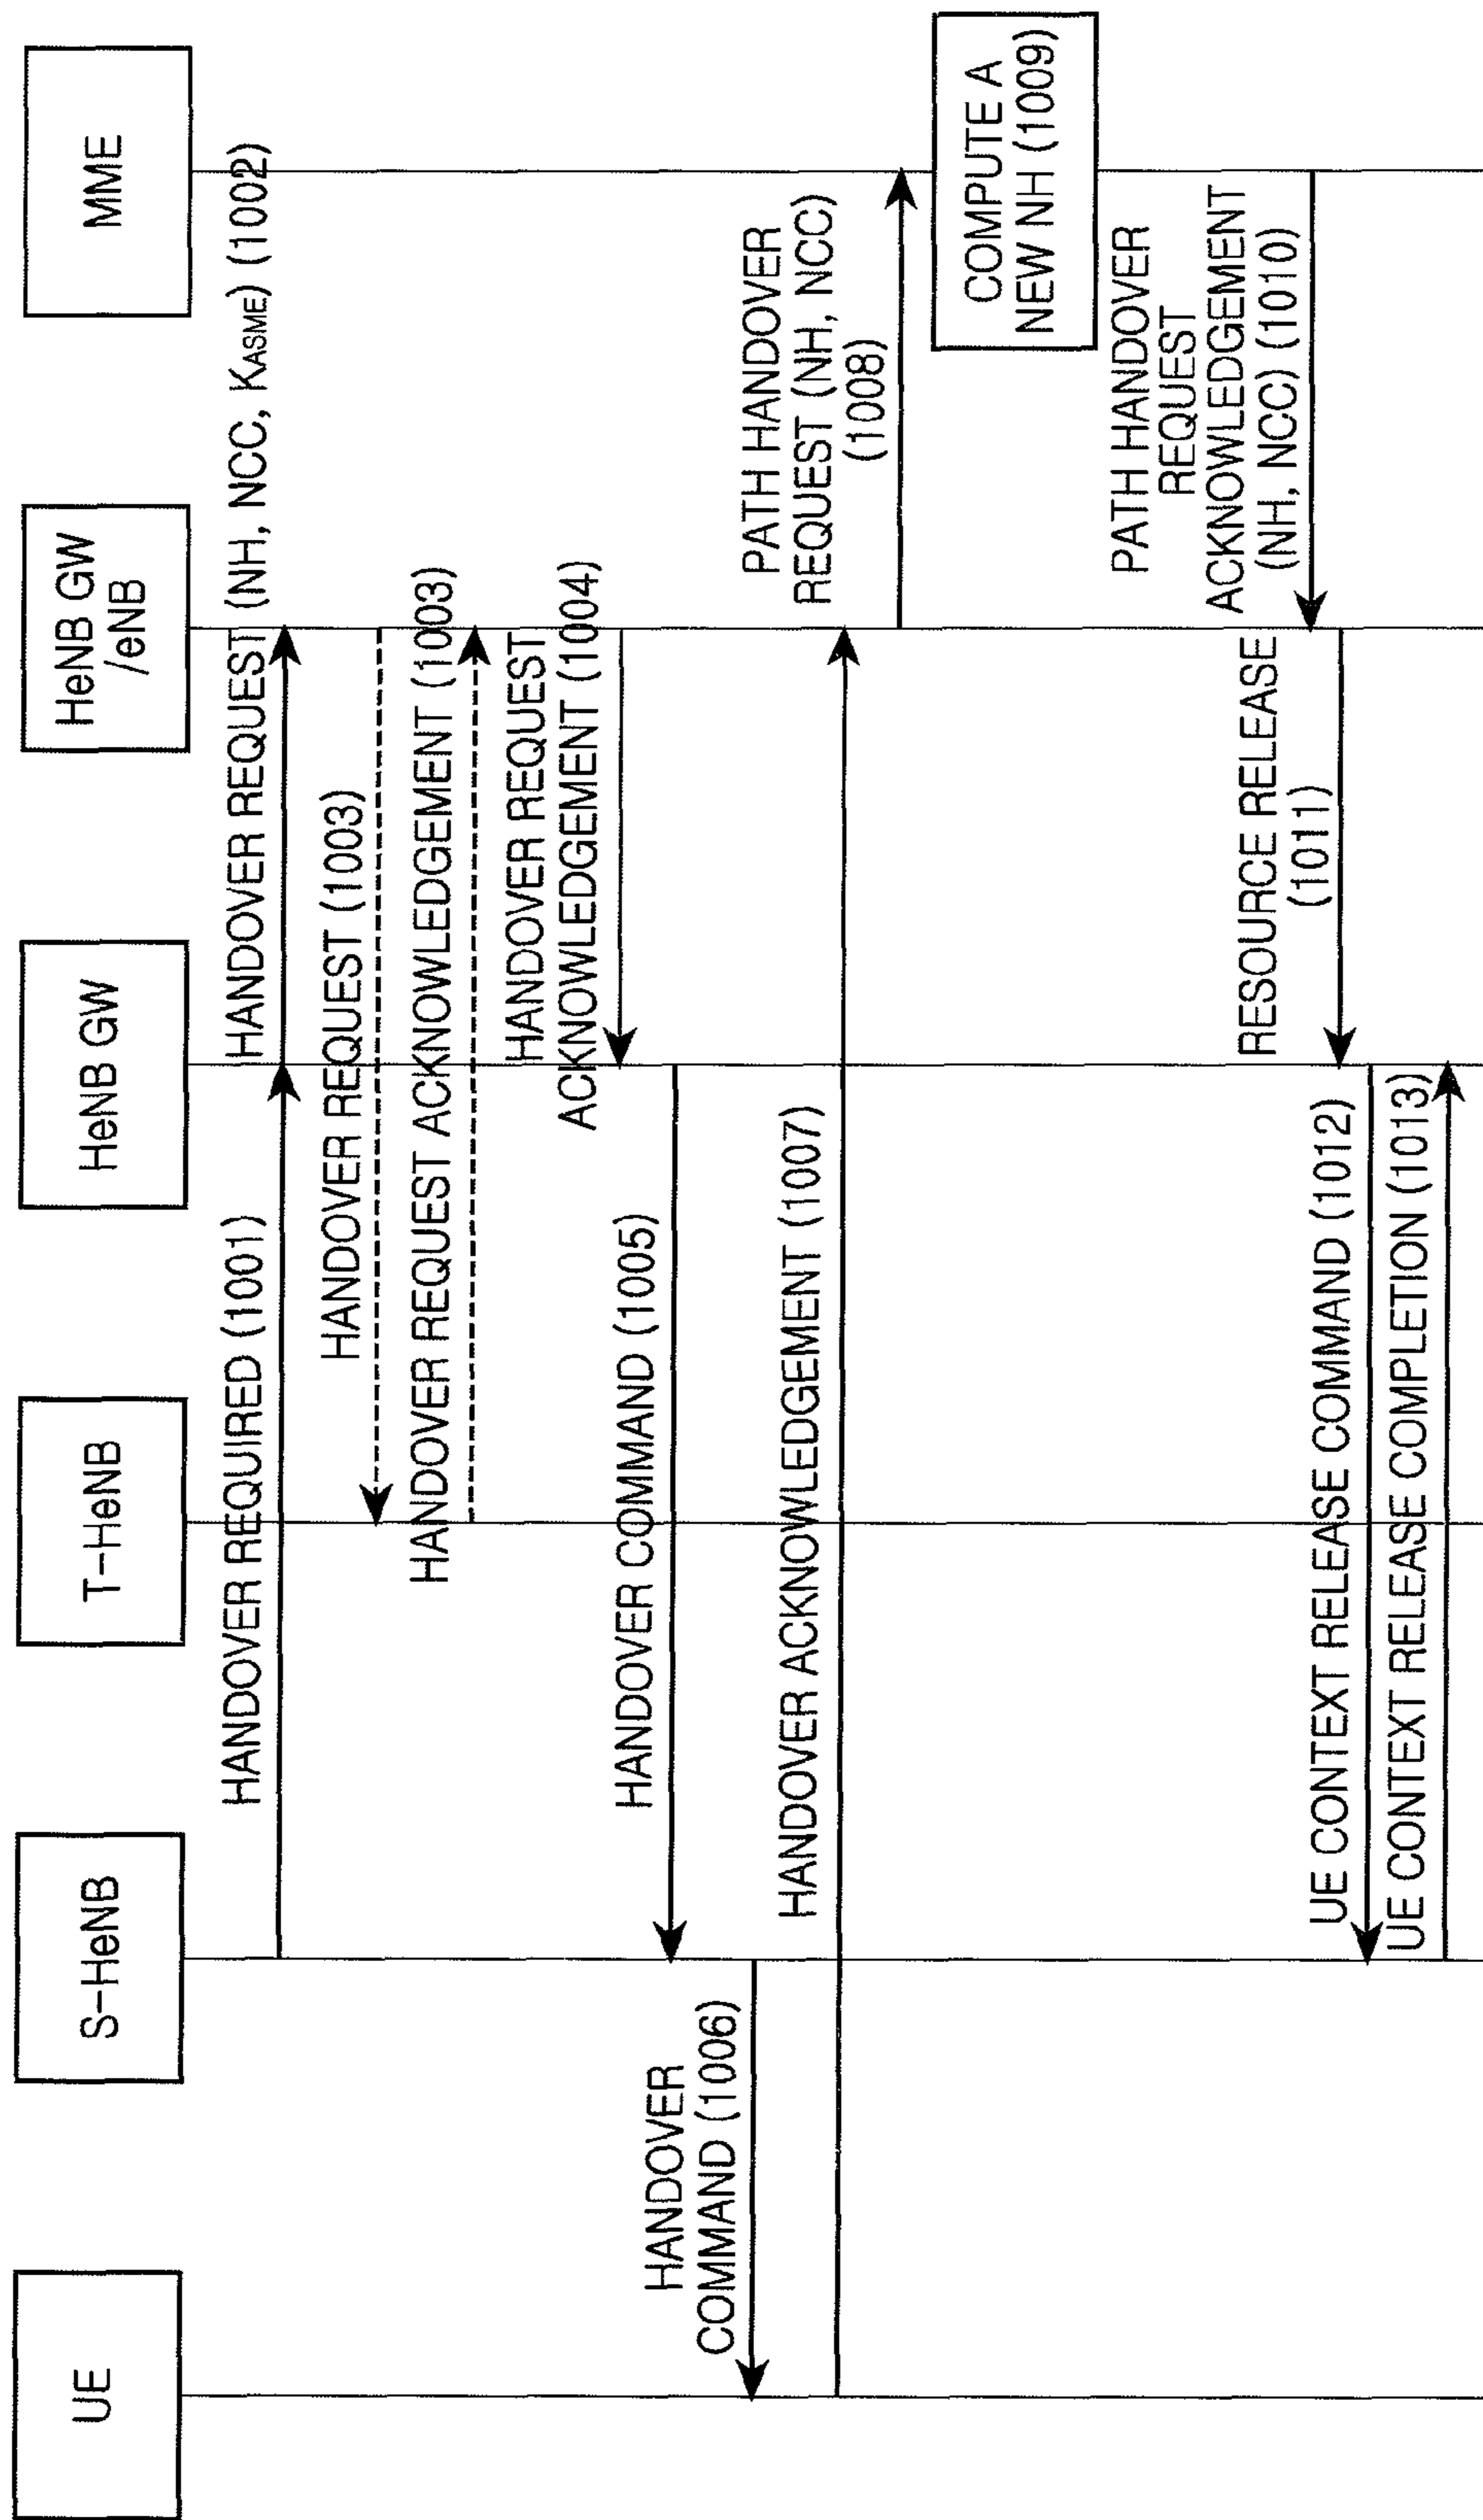 UE
S-HeNB
T-HeNB
HeNB GW
HeNB GW
/eNB
MME
HANDOVER REQUIRED (1001)
HANDOVER REQUEST (NH, NCC, KASME) (1002)
HANDOVER REQUEST (1003)
HANDOVER REQUEST ACKNOWLEDGEMENT (1003)
HANDOVER REQUEST
ACKNOWLEDGEMENT (1004)
HANDOVER COMMAND (1005)
HANDOVER
COMMAND (1006)
HANDOVER ACKNOWLEDGEMENT (1007)
PATH HANDOVER
REQUEST (NH, NCC)
(1008)
COMPUTE A
NEW NH (1009)
PATH HANDOVER
REQUEST
ACKNOWLEDGEMENT
(NH, NCC) (1010)
RESOURCE RELEASE
(1011)
UE CONTEXT RELEASE COMMAND (1012)
UE CONTEXT RELEASE COMPLETION (1013)